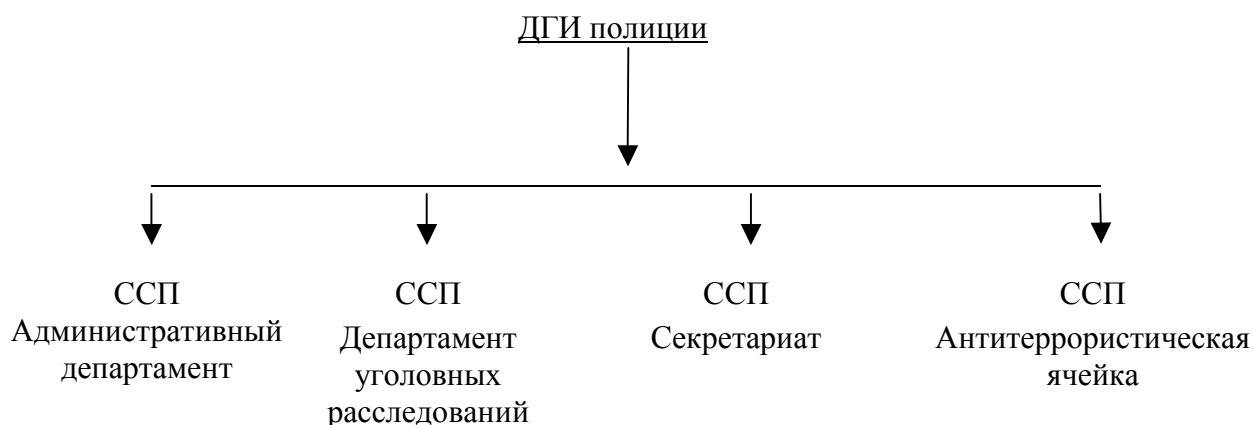 ДГИ полиции
ССП
Административный
департамент
ССП
Департамент
уголовных
расследований
ССП
Секретариат
ССП
Антитеррористическая
ячейка